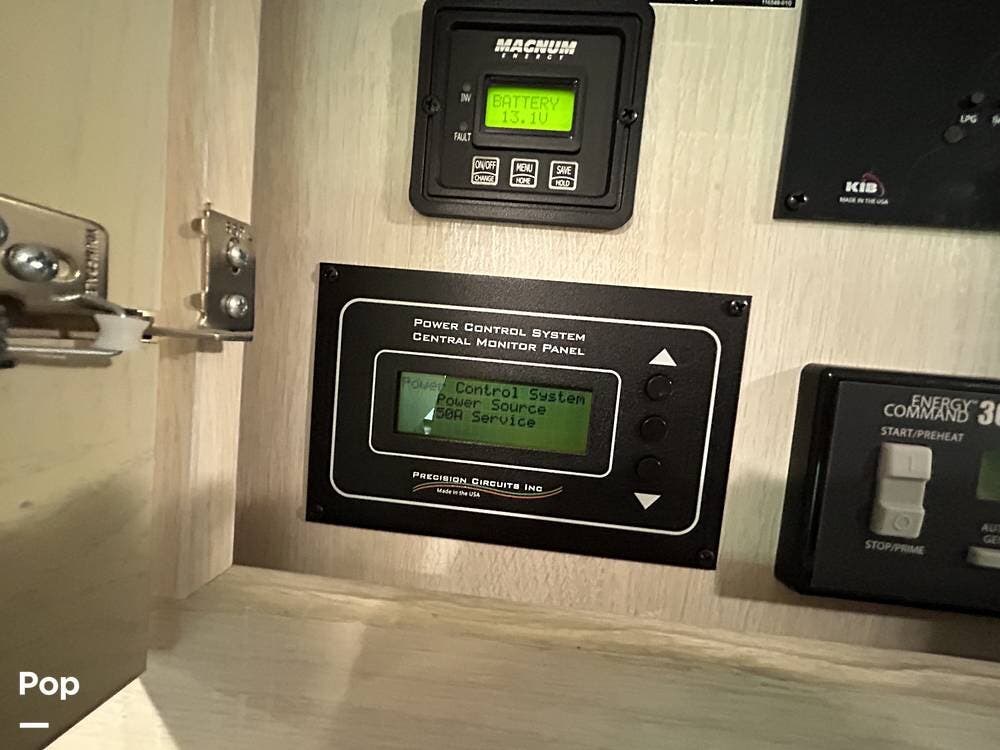 MAGNUM
ENERGY
INV
FAULT
BATTERY
13.1V
ON/OFF
CHANGE
MENU
HOME
SAVE
HOLD
LPG
KIB
MADE IN THE USA
POWER CONTROL SYSTEM
CENTRAL MONITOR PANEL
Power Control System
Power Source
50A Service
PRECISION CIRCUITS INC
Made in the USA
ENERGY™
COMMAND 30
START/PREHEAT
STOP/PRIME
Pop